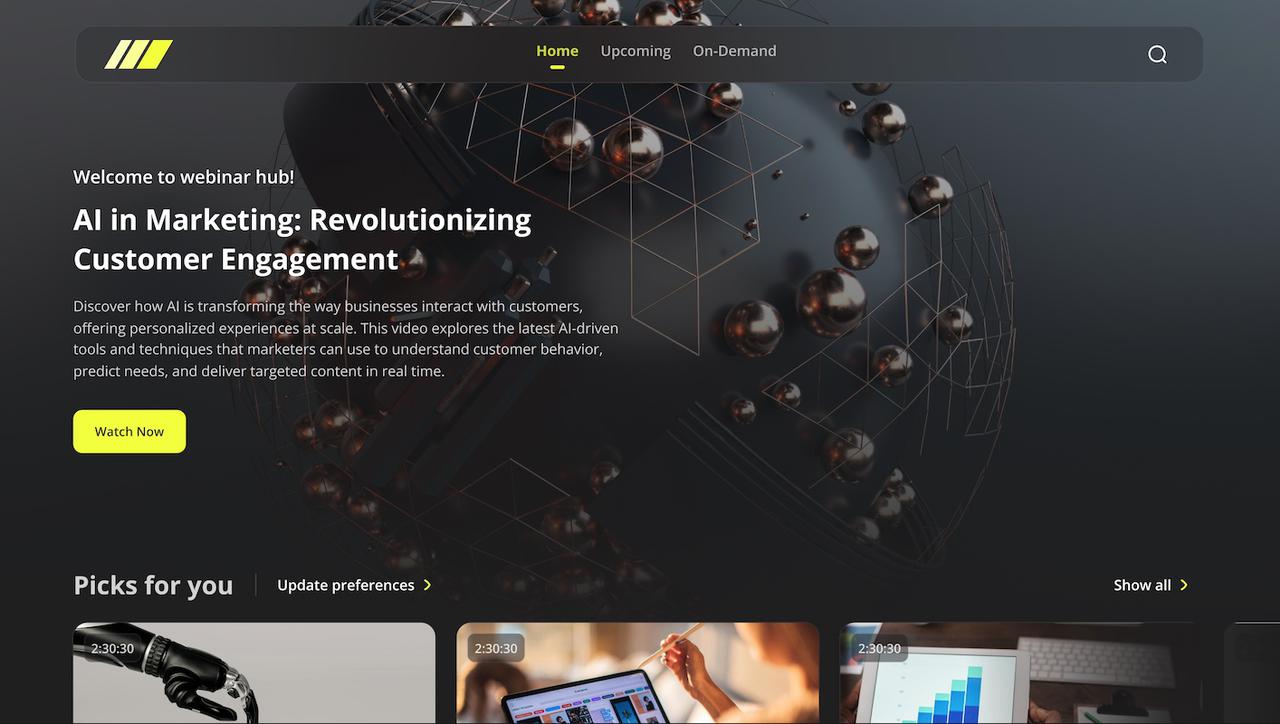 Home Upcoming On-Demand
Welcome to webinar hub!
AI in Marketing: Revolutionizing
Customer Engagement
Discover how AI is transforming the way businesses interact with customers,
offering personalized experiences at scale. This video explores the latest AI-driven
tools and techniques that marketers can use to understand customer behavior,
predict needs, and deliver targeted content in real time.
Watch Now
Picks for you Update preferences Show all
2:30:30 2:30:30 2:30:30